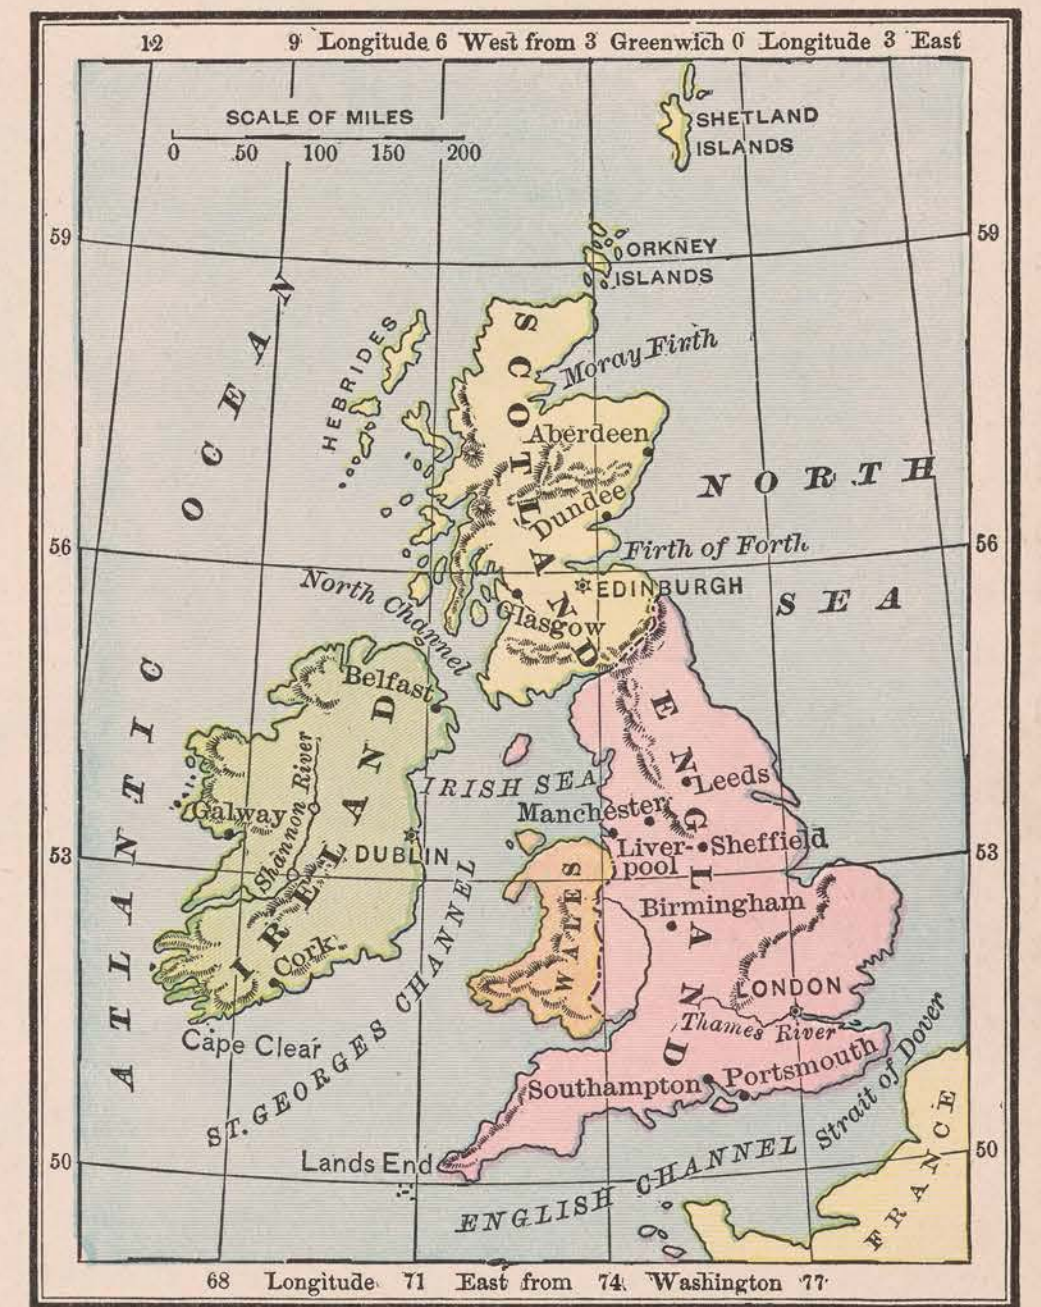 12 9 Longitude 6 West from 3 Greenwich 0 Longitude 3 East
SCALE OF MILES
0 50 100 150 200
SHETLAND
ISLANDS
59
59
ORKNEY
ISLANDS
ATLANTIC OCEAN
HEBRIDES
SCOTLAND
Moray Firth
Aberdeen
NORTH
Dundee
56
Firth of Forth
56
North Channel
EDINBURGH
SEA
Glasgow
Belfast
IRELAND
ENGLAND
IRISH SEA
Leeds
Shannon River
Galway
Manchester
DUBLIN
Liver-
pool
Sheffield
53
53
WALES
Birmingham
Cork
ST. GEORGES CHANNEL
LONDON
Thames River
Cape Clear
Southampton
Portsmouth
Strait of Dover
50
Lands End
50
ENGLISH CHANNEL
FRANCE
68 Longitude 71 East from 74 Washington 77